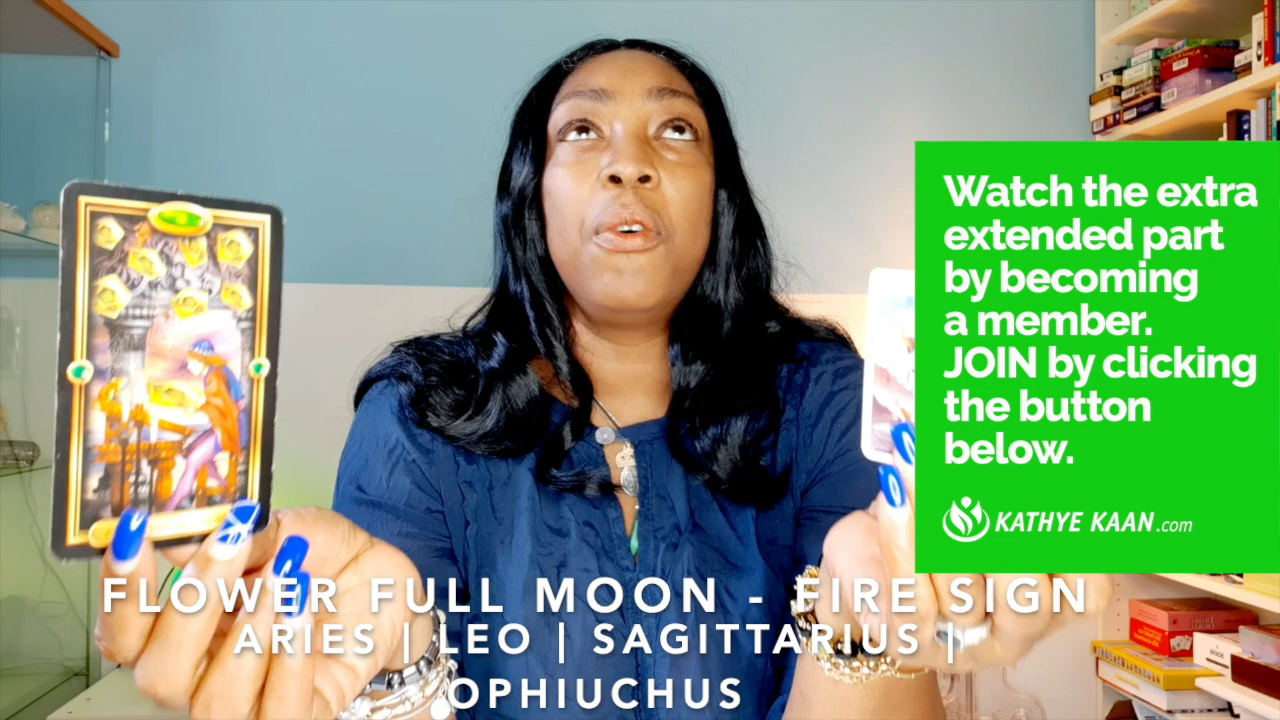 Watch the extra
extended part
by becoming
a member.
JOIN by clicking
the button
below.
KATHYE KAAN.com
FLOWER FULL MOON - FIRE SIGN
ARIES | LEO | SAGITTARIUS |
OPHIUCHUS